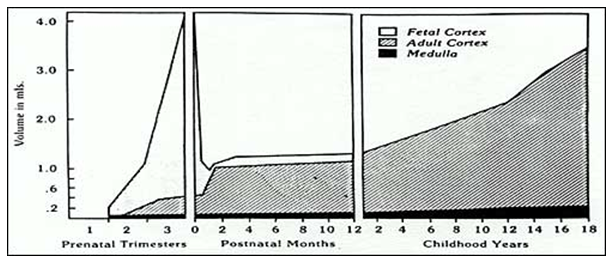 4.0
3.0
2.0
1.0
.6
.2
Volume in mls.
Fetal Cortex
Adult Cortex
Medulla
1 2 3
0 2 4 6 8 10 12
2 4 6 8 10 12 14 16 18
Prenatal Trimesters
Postnatal Months
Childhood Years